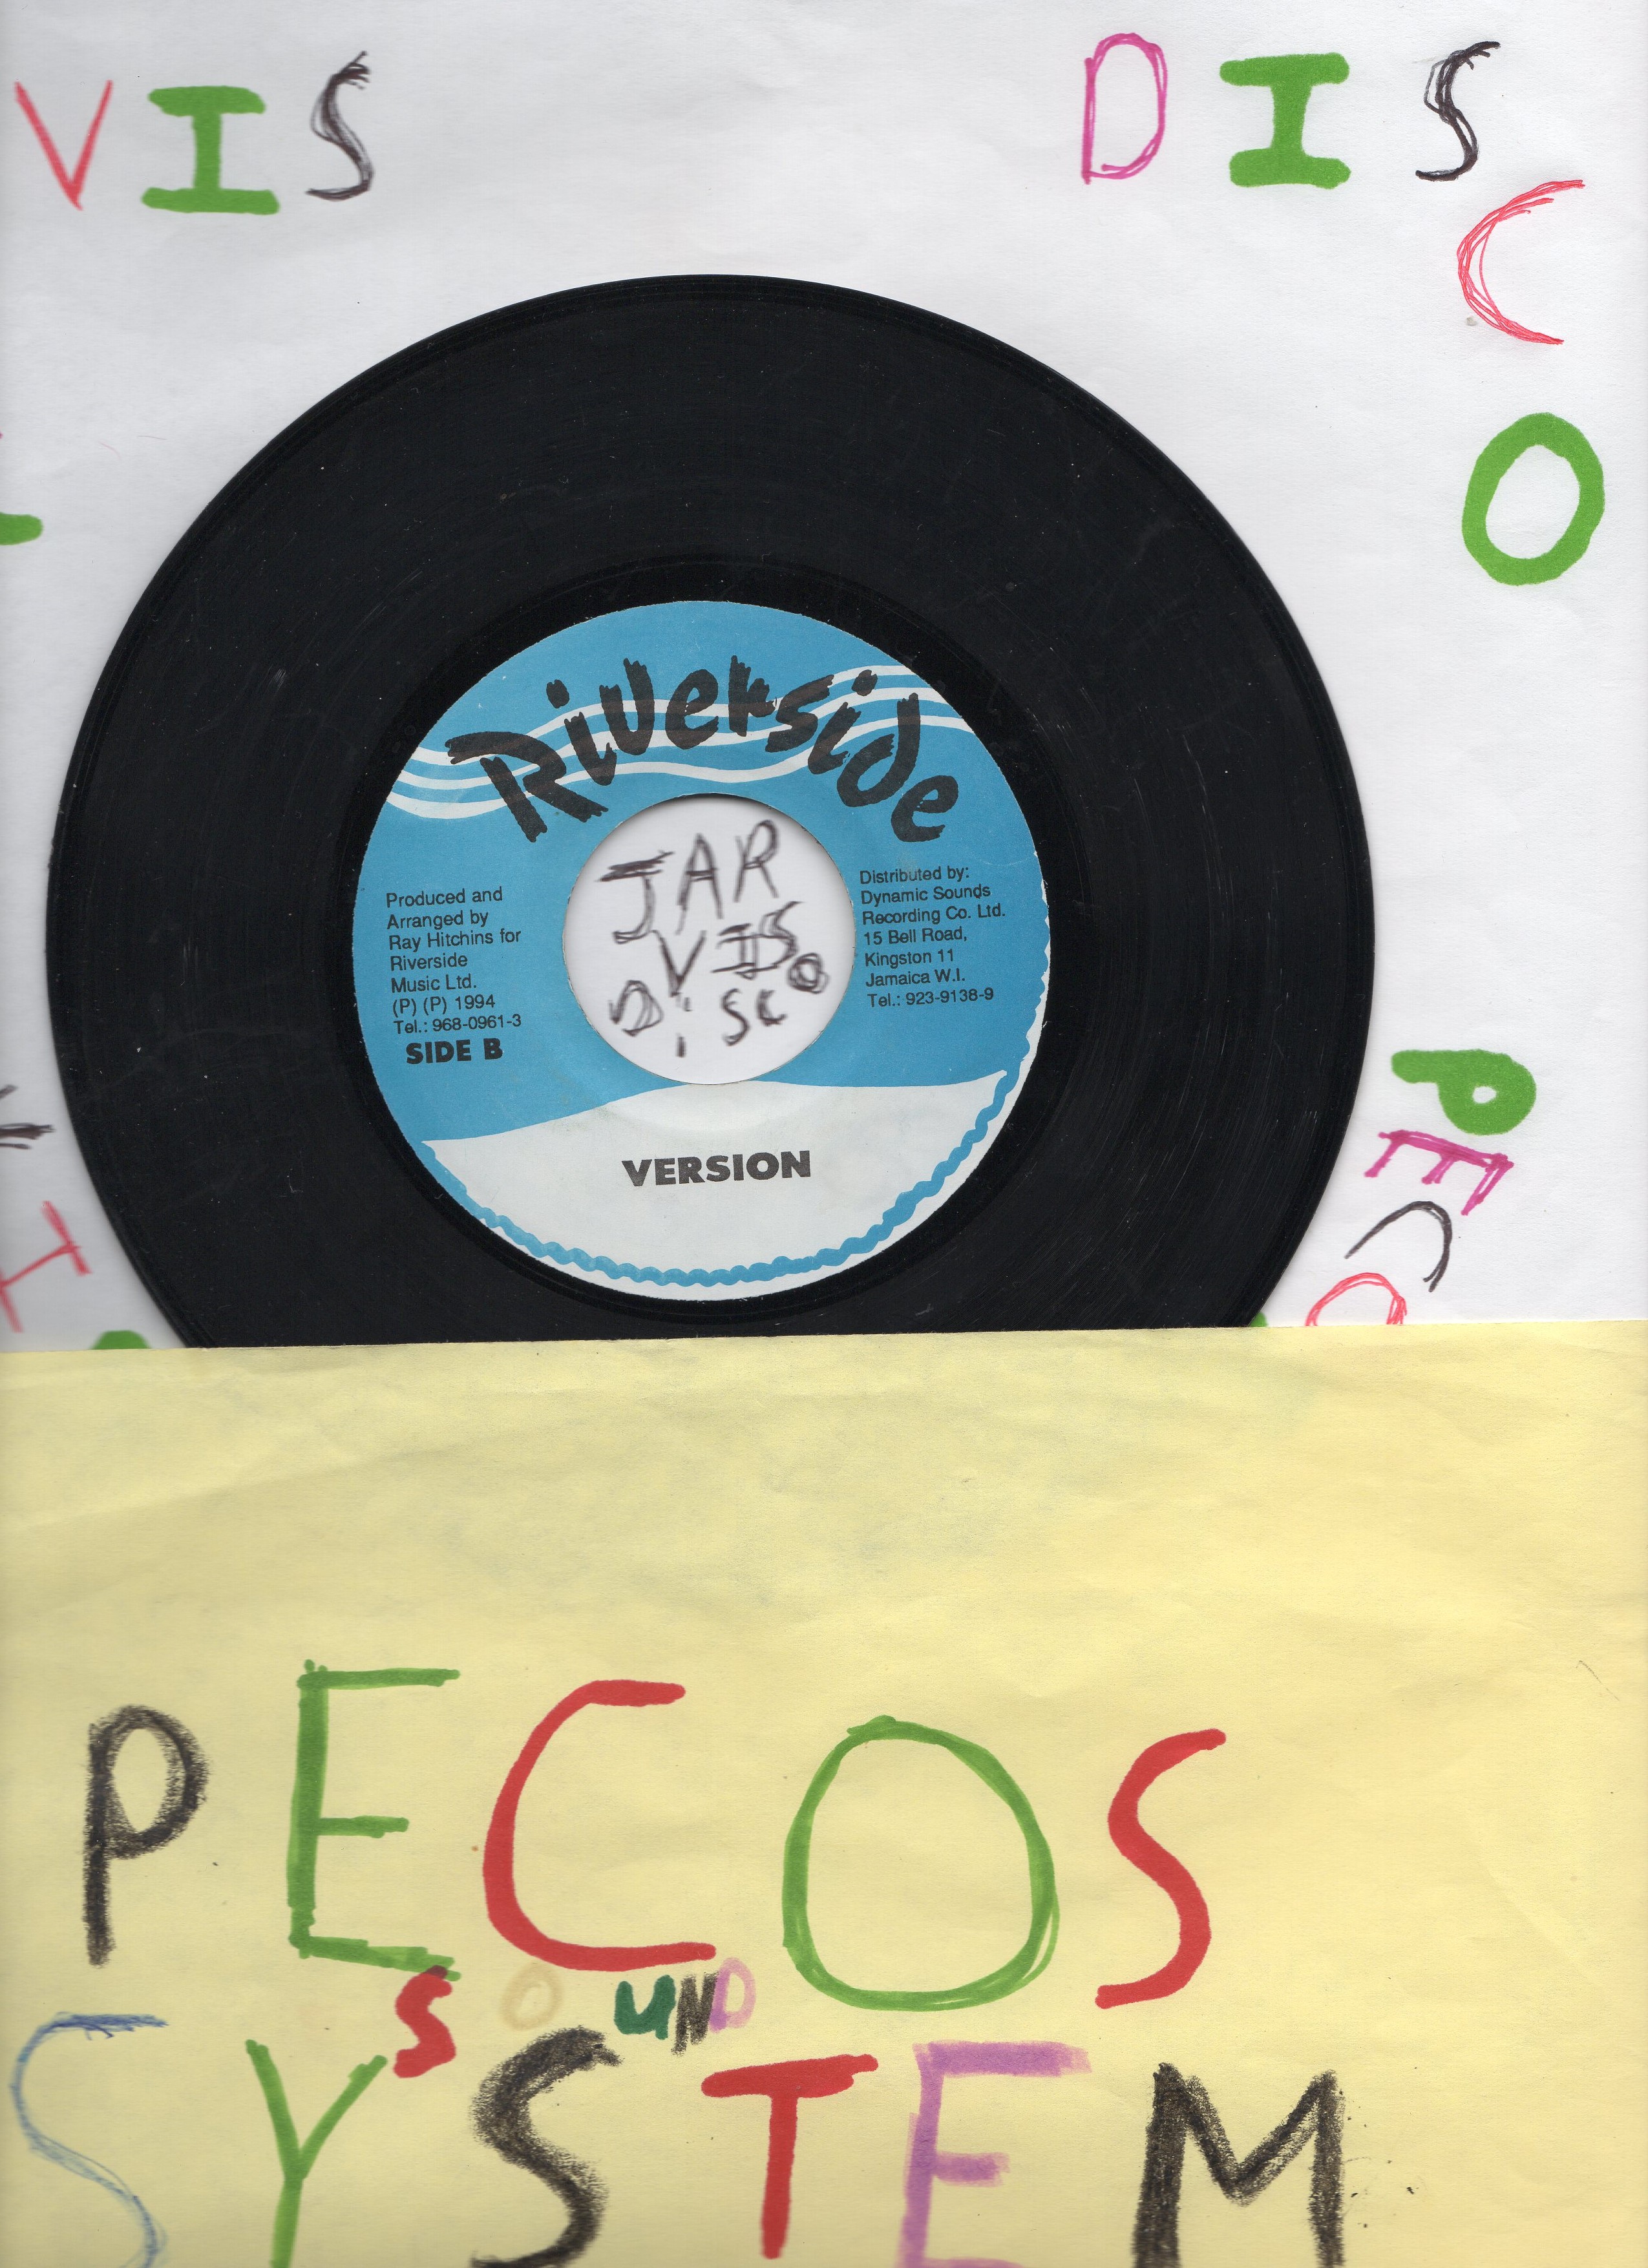 VIS DIS
C
O
Riverside
Produced and
Arranged by
Ray Hitchins for
Riverside
Music Ltd.
(P) (P) 1994
Tel.: 968-0961-3
SIDE B
JAR
VIS
DiSCO
Distributed by:
Dynamic Sounds
Recording Co. Ltd.
15 Bell Road,
Kingston 11
Jamaica W.I.
Tel.: 923-9138-9
VERSION
PECO
PECOS
SOUND
SYSTEM